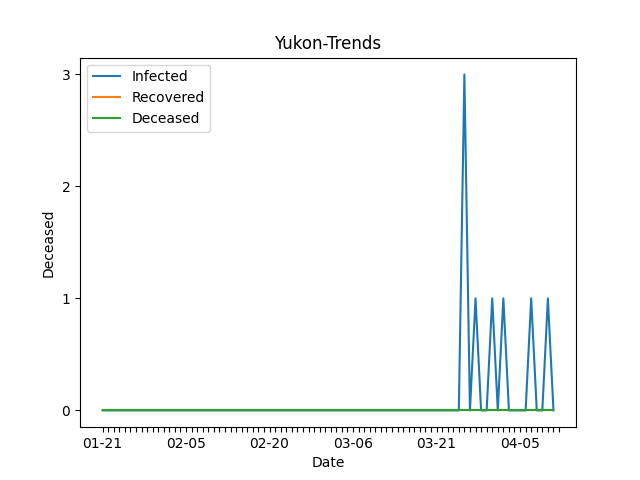 Yukon-Trends
Infected
Recovered
Deceased
3
2
1
0
Deceased
01-21 02-05 02-20 03-06 03-21 04-05
Date